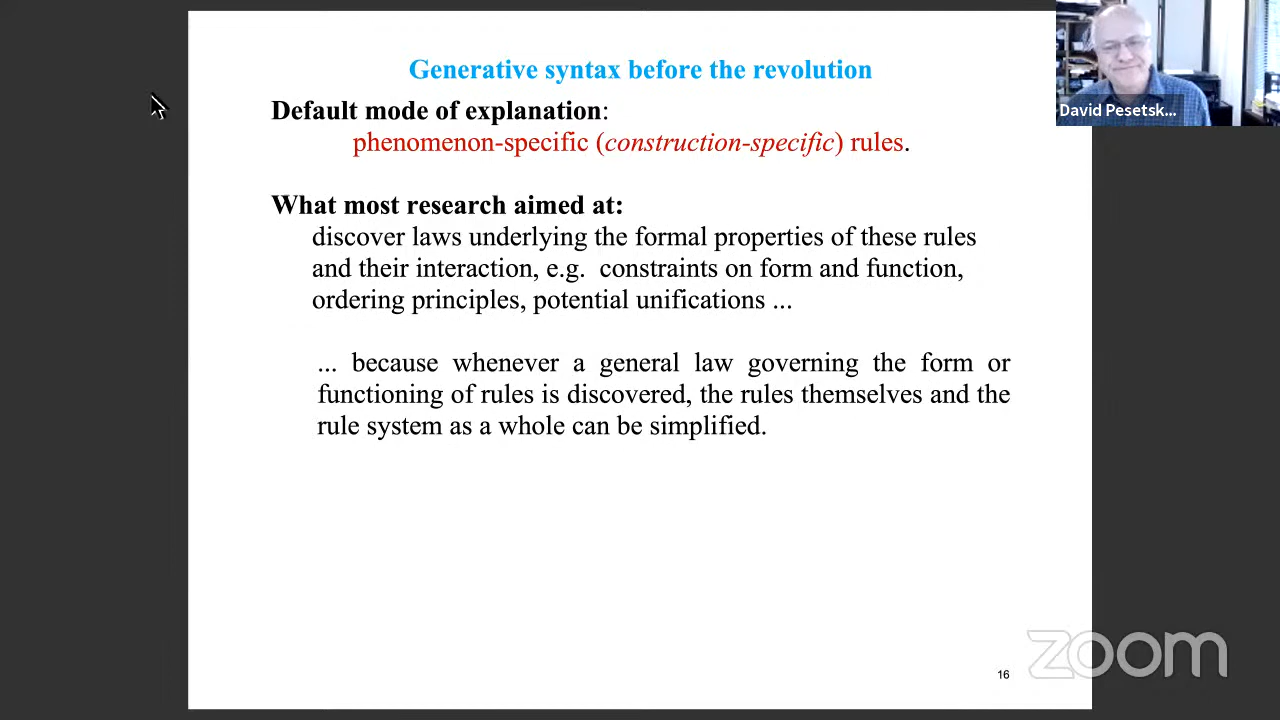 Generative syntax before the revolution
Default mode of explanation:
phenomenon-specific (construction-specific) rules.
What most research aimed at:
discover laws underlying the formal properties of these rules
and their interaction, e.g. constraints on form and function,
ordering principles, potential unifications ...
... because whenever a general law governing the form or
functioning of rules is discovered, the rules themselves and the
rule system as a whole can be simplified.
16
David Pesetsk...
zoom